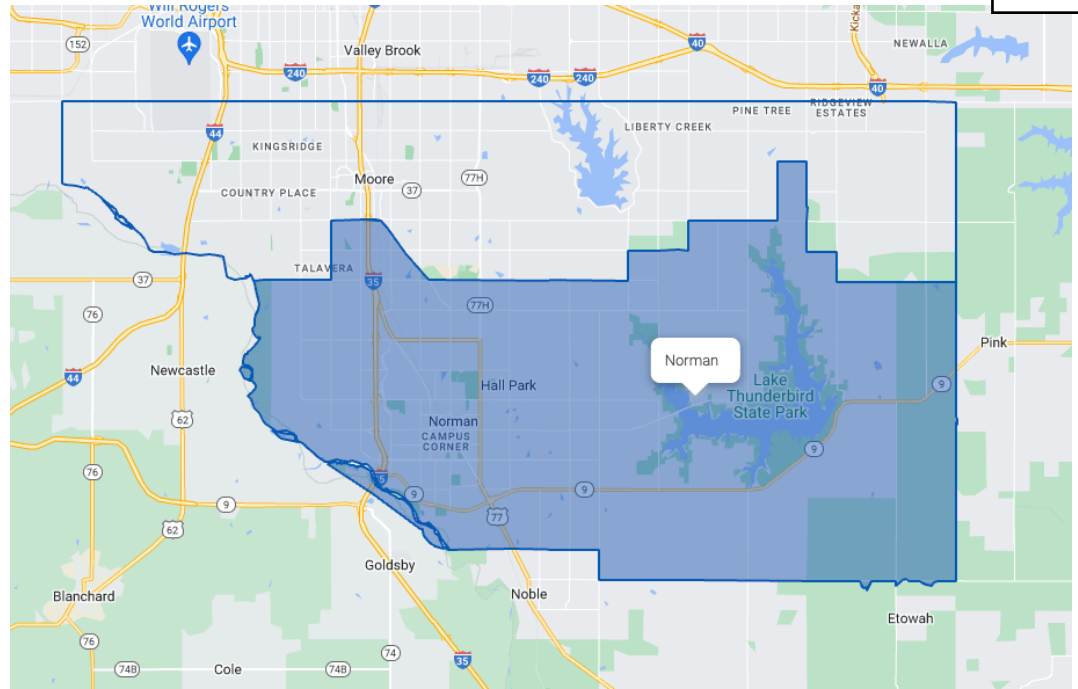 Will Rogers
World Airport
152
Valley Brook
40
Kicka
NEWALLA
240
240
240
40
PINE TREE
RIDGEVIEW
ESTATES
LIBERTY CREEK
44
KINGSRIDGE
Moore
77H
37
COUNTRY PLACE
TALAVERA
35
37
77H
76
Norman
Pink
Newcastle
44
Hall Park
Lake
Thunderbird
State Park
9
62
Norman
CAMPUS
CORNER
9
76
35
9
9
9
77
62
Goldsby
Noble
Blanchard
Etowah
76
74
35
74B
Cole
74B